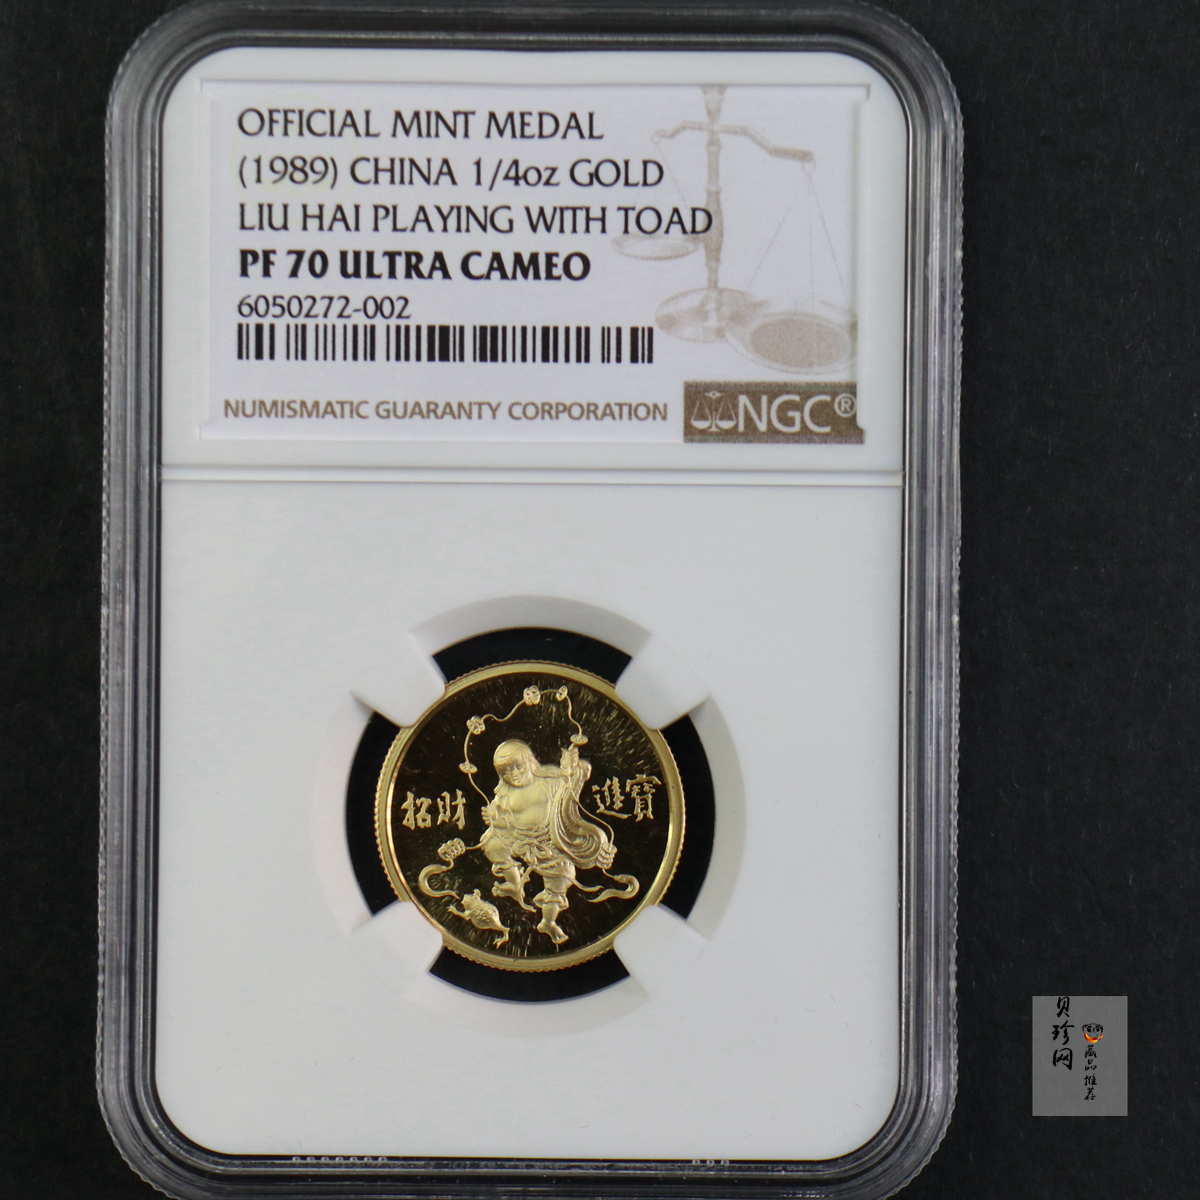 OFFICIAL MINT MEDAL
(1989) CHINA 1/4oz GOLD
LIU HAI PLAYING WITH TOAD
PF 70 ULTRA CAMEO
6050272-002
NUMISMATIC GUARANTY CORPORATION
NGC®
招財 進寶
贝珍网
藏品推荐